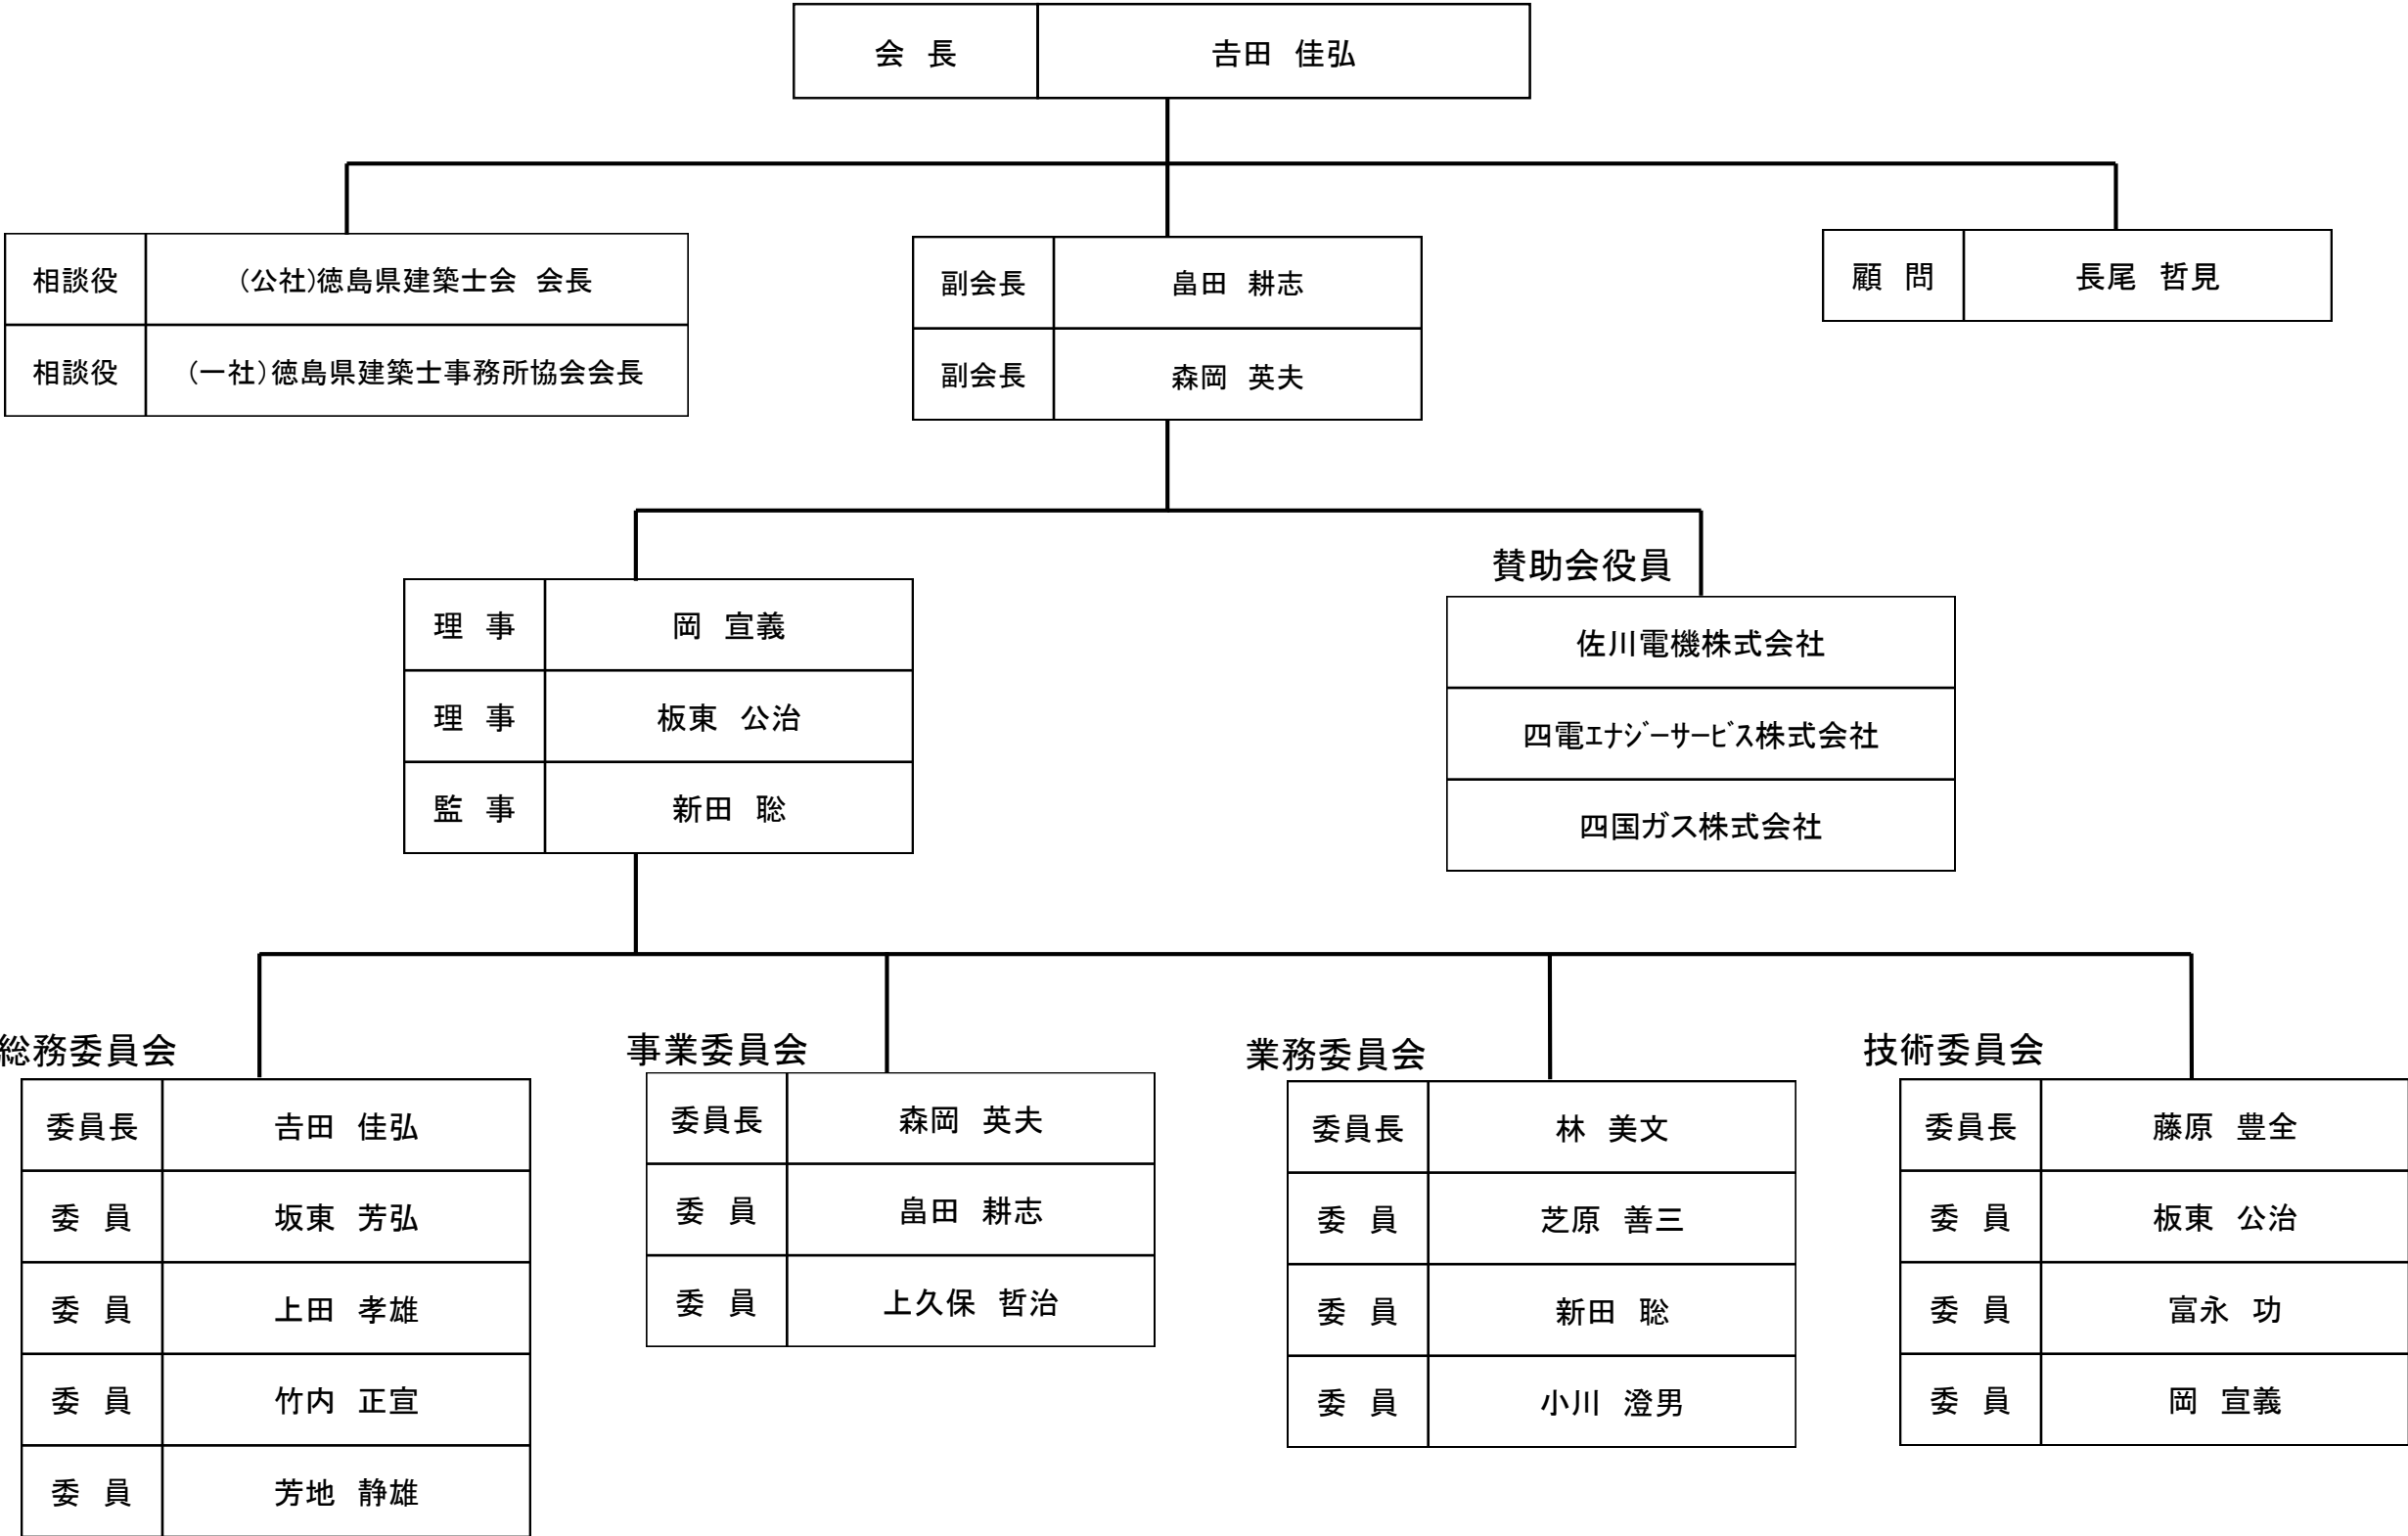 会　長　吉田　佳弘
相談役　（公社）徳島県建築士会　会長
相談役　（一社）徳島県建築士事務所協会会長
副会長　畠田　耕志
副会長　森岡　英夫
顧　問　長尾　哲見
理　事　岡　宣義
理　事　板東　公治
監　事　新田　聡
賛助会役員
佐川電機株式会社
四電ｴﾅｼﾞｰｻｰﾋﾞｽ株式会社
四国ガス株式会社
総務委員会
委員長　吉田　佳弘
委　員　坂東　芳弘
委　員　上田　孝雄
委　員　竹内　正宣
委　員　芳地　静雄
事業委員会
委員長　森岡　英夫
委　員　畠田　耕志
委　員　上久保　哲治
業務委員会
委員長　林　美文
委　員　芝原　善三
委　員　新田　聡
委　員　小川　澄男
技術委員会
委員長　藤原　豊全
委　員　板東　公治
委　員　富永　功
委　員　岡　宣義